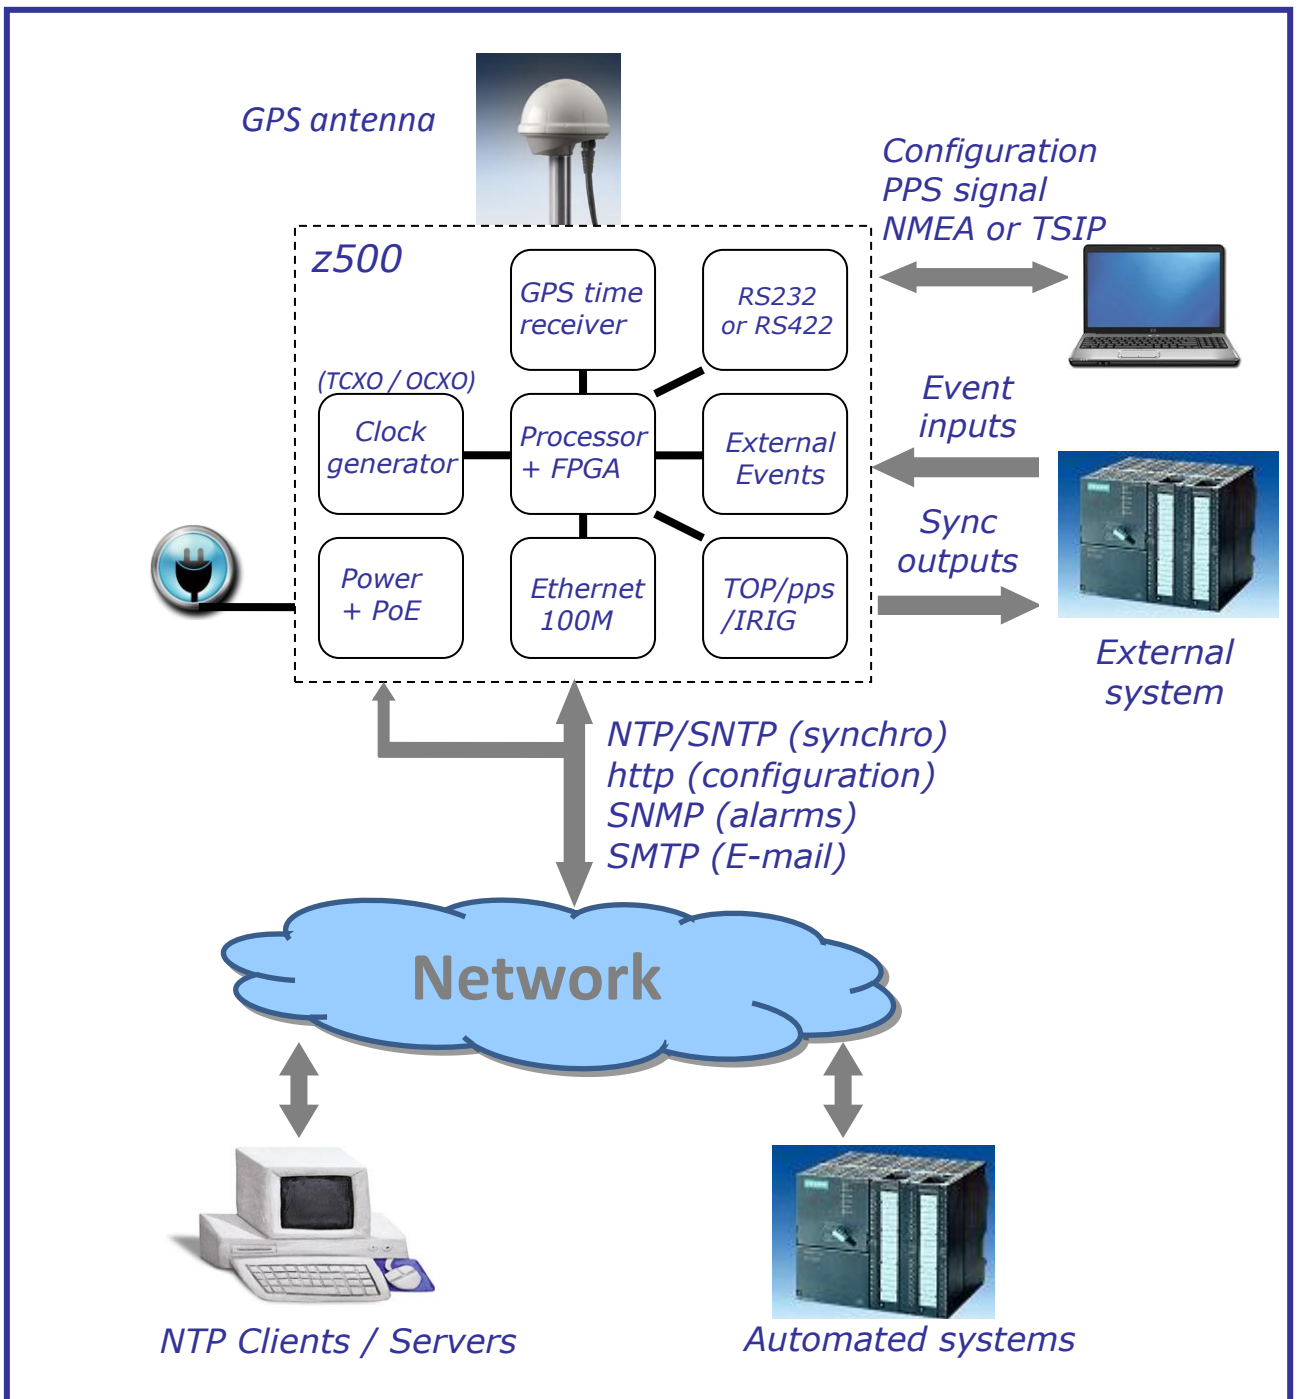 GPS antenna
Configuration
PPS signal
NMEA or TSIP
z500
GPS time
receiver
RS232
or RS422
(TCXO / OCXO)
Clock
generator
Processor
+ FPGA
External
Events
Event
inputs
Sync
outputs
Power
+ PoE
Ethernet
100M
TOP/pps
/IRIG
External
system
NTP/SNTP (synchro)
http (configuration)
SNMP (alarms)
SMTP (E-mail)
Network
NTP Clients / Servers
Automated systems